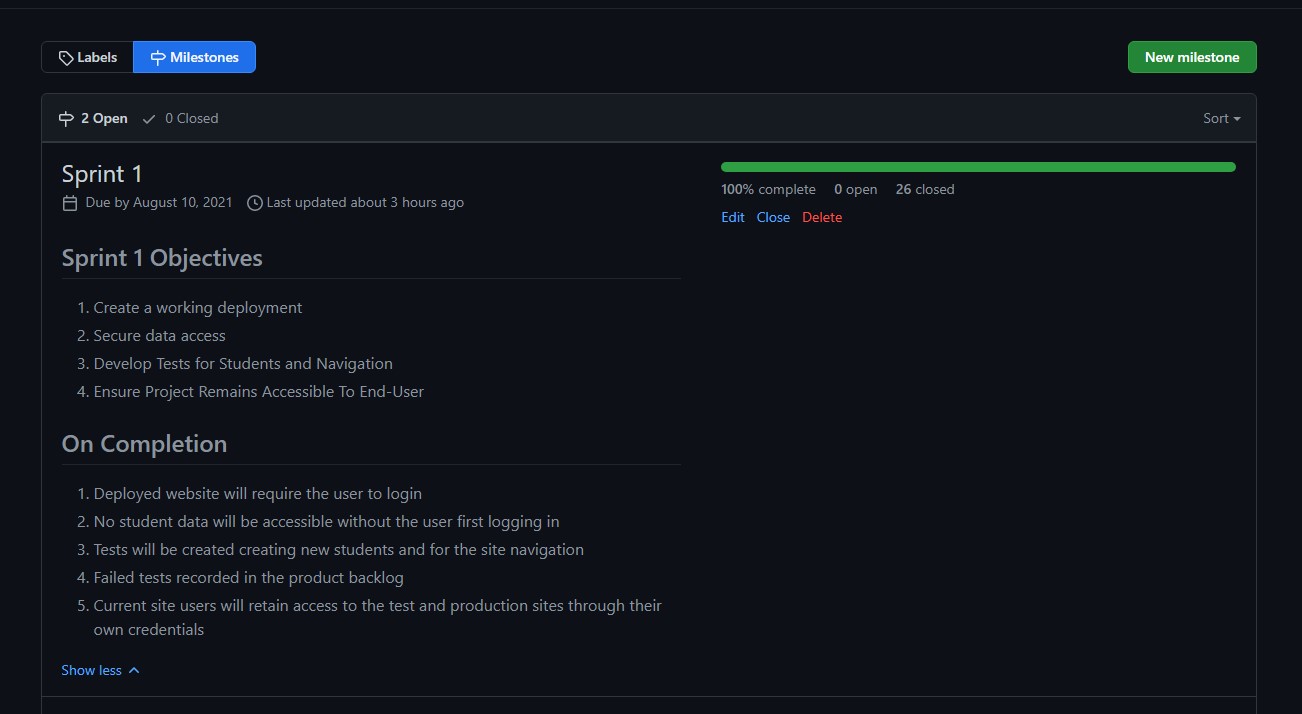 Labels Milestones New milestone
2 Open 0 Closed Sort
Sprint 1
Due by August 10, 2021 Last updated about 3 hours ago
100% complete 0 open 26 closed
Edit Close Delete
Sprint 1 Objectives
1. Create a working deployment
2. Secure data access
3. Develop Tests for Students and Navigation
4. Ensure Project Remains Accessible To End-User
On Completion
1. Deployed website will require the user to login
2. No student data will be accessible without the user first logging in
3. Tests will be created creating new students and for the site navigation
4. Failed tests recorded in the product backlog
5. Current site users will retain access to the test and production sites through their
own credentials
Show less